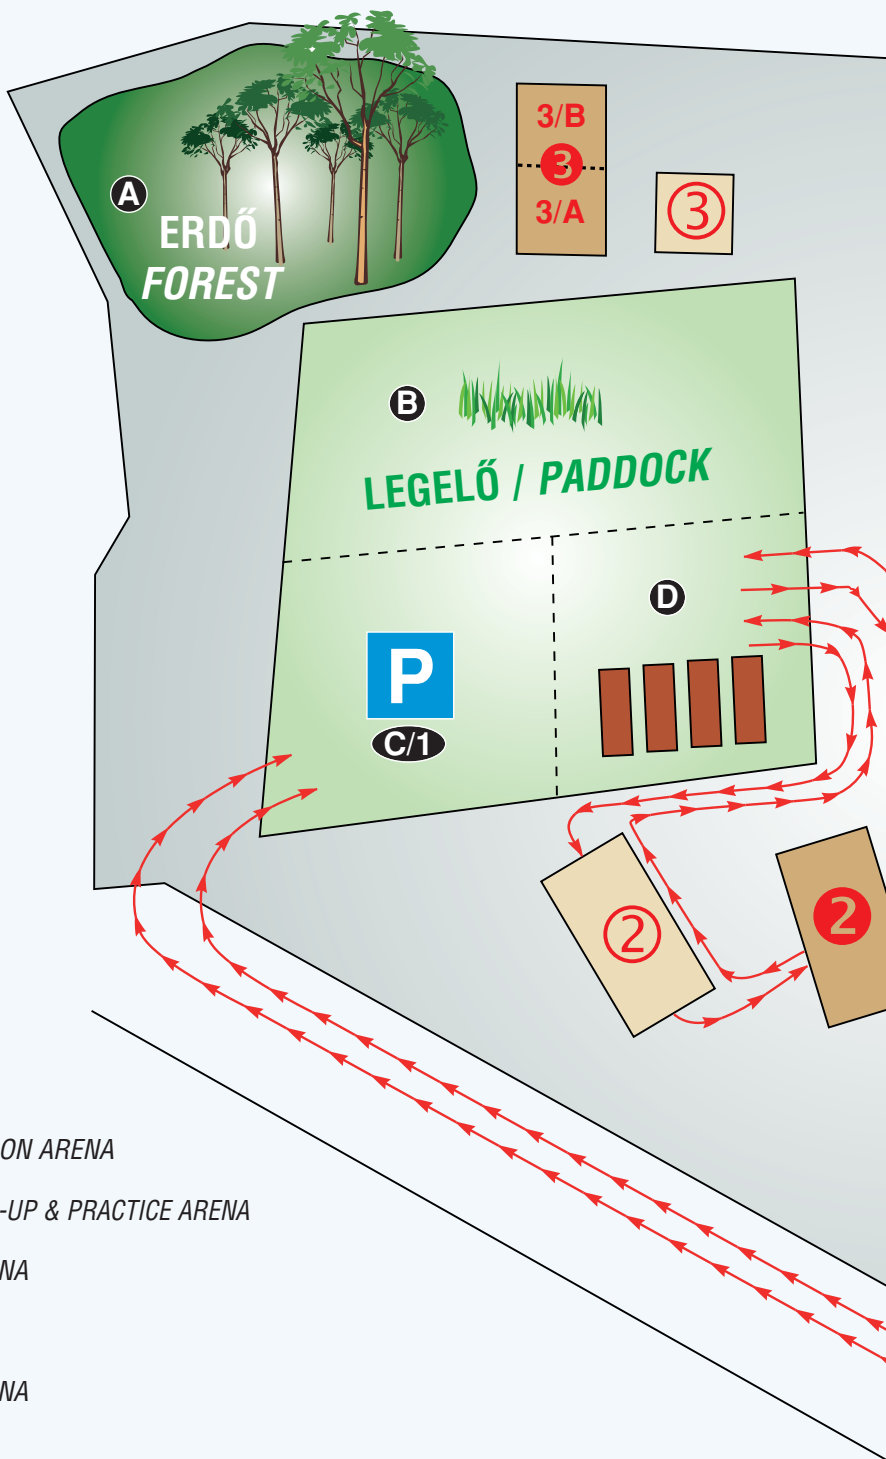 3/B
3
3/A
3
A
ERDŐ
FOREST
B
LEGELŐ / PADDOCK
D
P
C/1
2
2
ON ARENA
-UP & PRACTICE ARENA
NA
NA